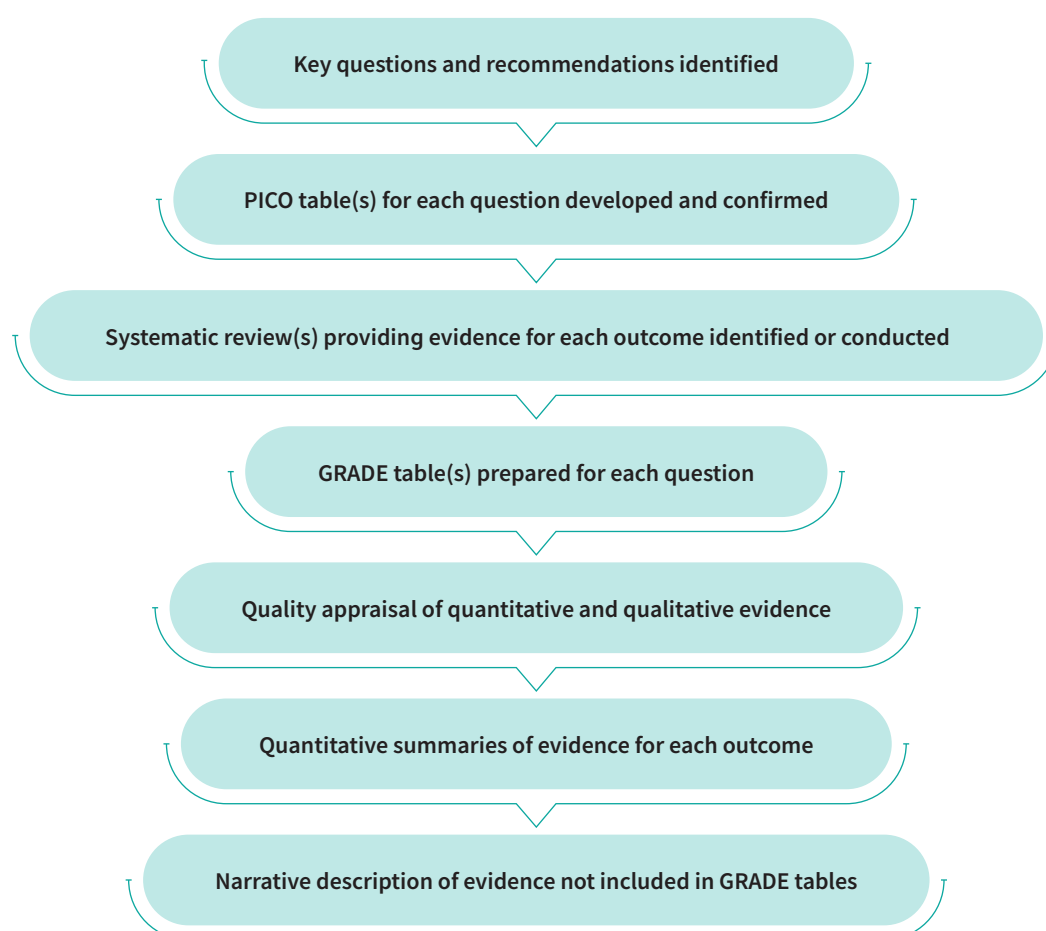 Key questions and recommendations identified
PICO table(s) for each question developed and confirmed
Systematic review(s) providing evidence for each outcome identified or conducted
GRADE table(s) prepared for each question
Quality appraisal of quantitative and qualitative evidence
Quantitative summaries of evidence for each outcome
Narrative description of evidence not included in GRADE tables